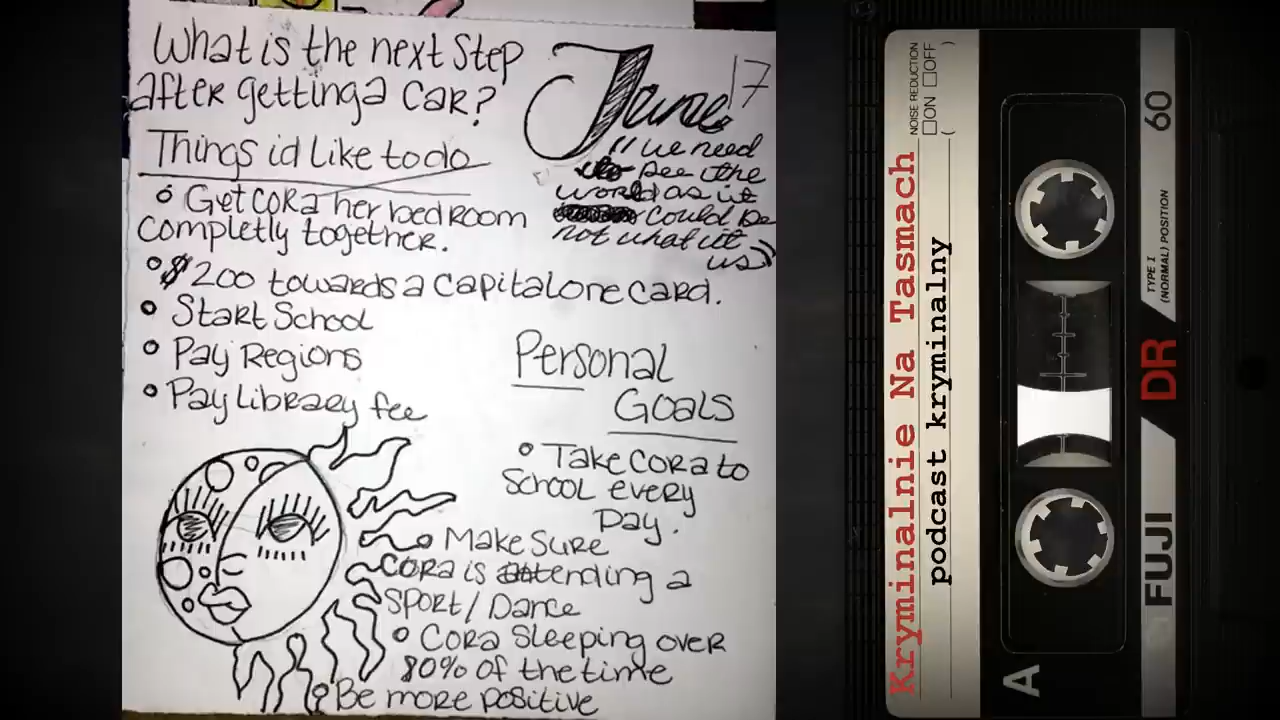 What is the next Step
after getting a car?
Things id Like to do
Get CORA her bedroom
completly together.
$200 towards a capital one card.
Start School
Pay Regions
Pay Library fee
June 17
"we need
to see the
world as it
could be
not what it
is"
Personal
Goals
Take CORA to
School every
Day.
Make Sure
CORA is attending a
SPORT/Dance
CORA Sleeping over
80% of the time
Be more positive
Kryminalnie Na Tasmach
podcast kryminalny
NOISE REDUCTION
ON OFF
A
FUJI
DR
TYPE I
(NORMAL) POSITION
60